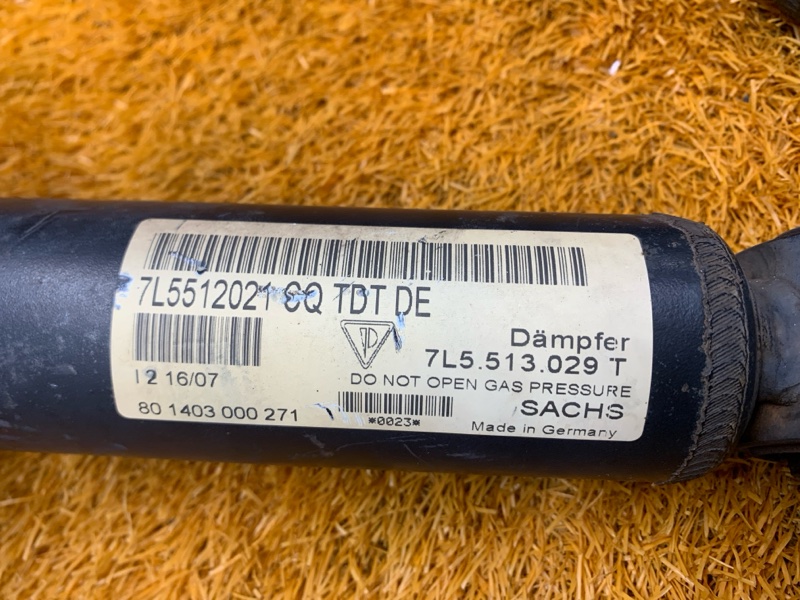 7L5512021 CQ TDT DE
Dämpfer
7L5.513.029 T
12 16/07
DO NOT OPEN GAS PRESSURE
80 1403 000 271
*0023*
SACHS
Made in Germany